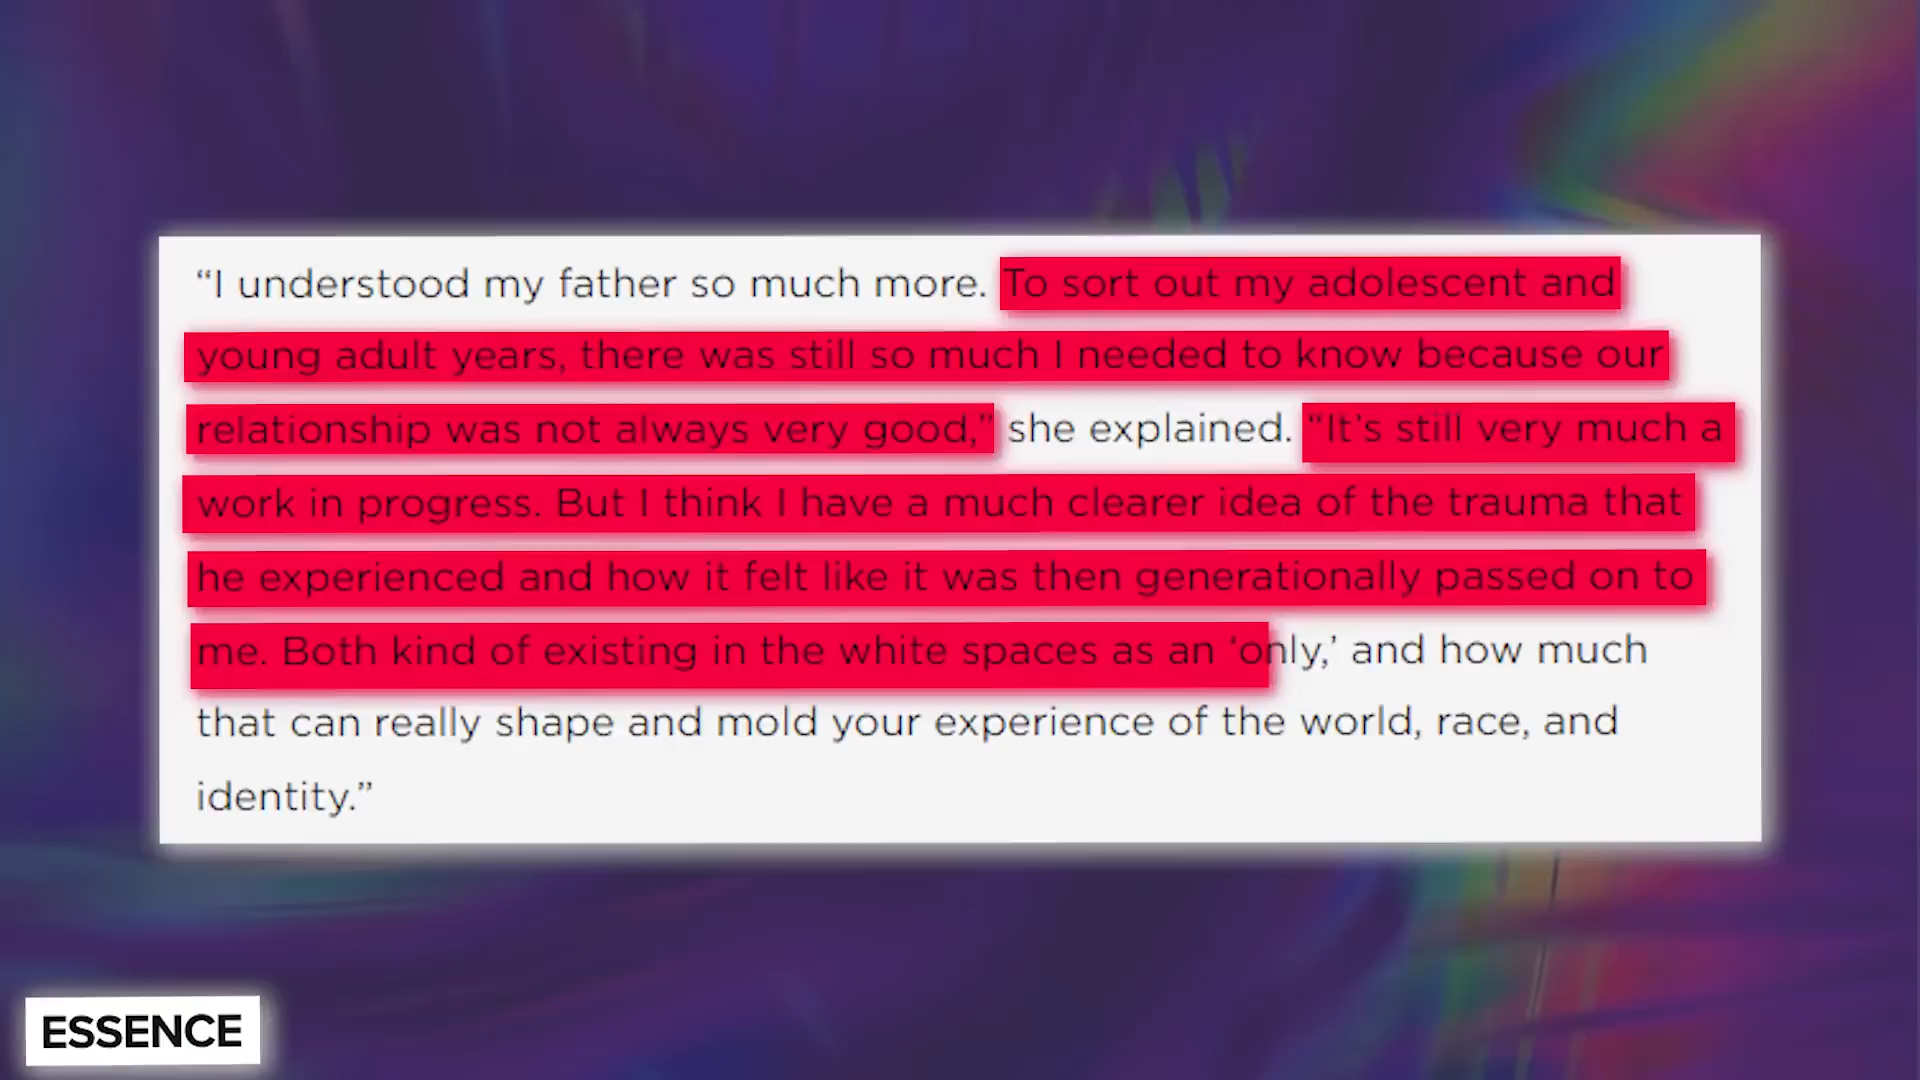 “I understood my father so much more. To sort out my adolescent and
young adult years, there was still so much I needed to know because our
relationship was not always very good,” she explained. “It’s still very much a
work in progress. But I think I have a much clearer idea of the trauma that
he experienced and how it felt like it was then generationally passed on to
me. Both kind of existing in the white spaces as an ‘only,’ and how much
that can really shape and mold your experience of the world, race, and
identity.”
ESSENCE